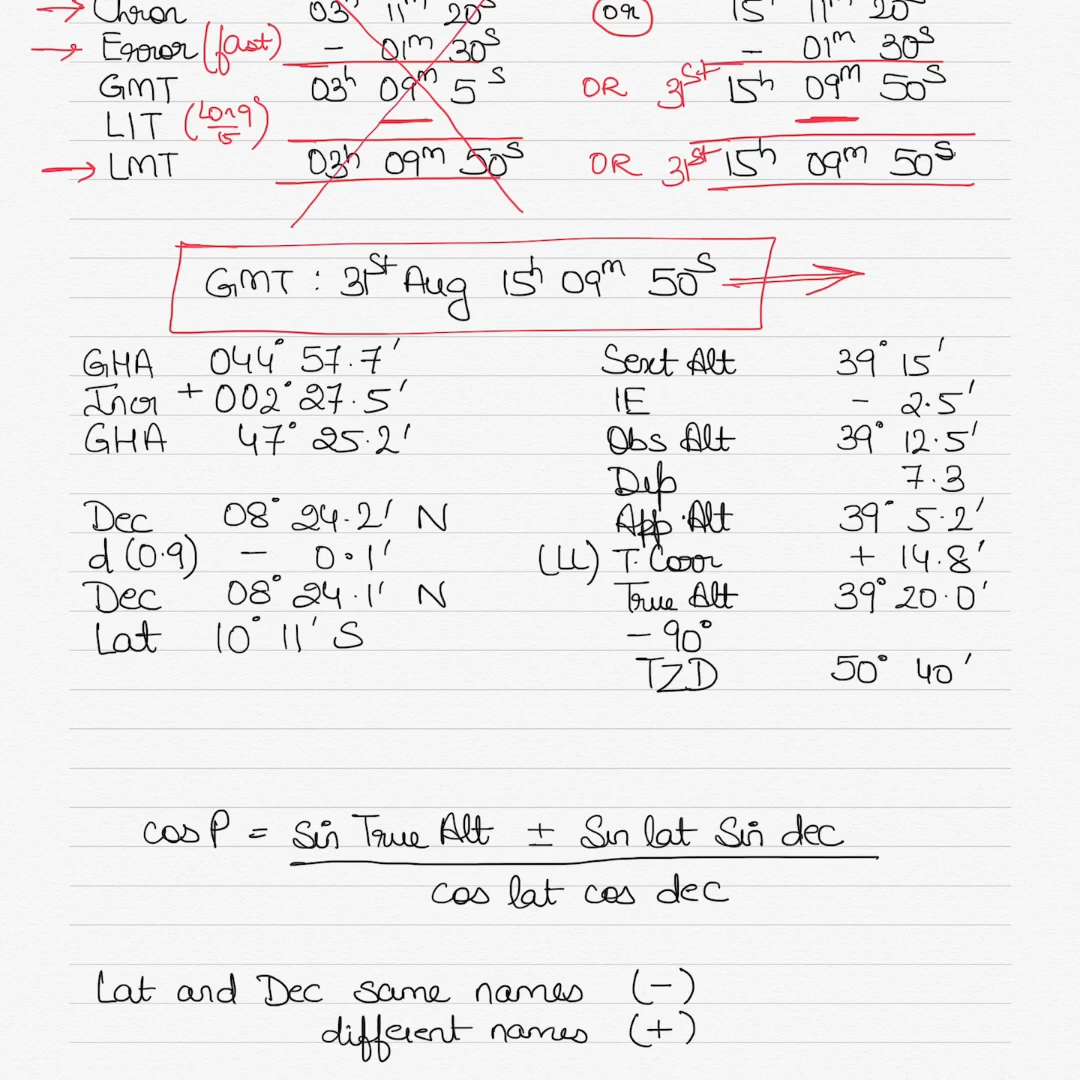 → Chron 03h 11m 20s OR 15h 11m 20s
→ Error (fast) - 01m 30s - 01m 30s
GMT 03h 09m 5s OR 31st 15h 09m 50s
LIT (Long/15)
→ LMT 03h 09m 50s OR 31st 15h 09m 50s
GMT : 31st Aug 15h 09m 50s
GHA 044° 57.7' Sext Alt 39° 15'
Incr + 002° 27.5' IE - 2.5'
GHA 47° 25.2' Obs Alt 39° 12.5'
Dip 7.3
Dec 08° 24.2' N App. Alt 39° 5.2'
d (0.9) - 0.1' (LL) T. Corr + 14.8'
Dec 08° 24.1' N True Alt 39° 20.0'
Lat 10° 11' S - 90°
TZD 50° 40'
cos P = Sin True Alt ± Sin lat Sin dec
cos lat cos dec
Lat and Dec same names (-)
different names (+)